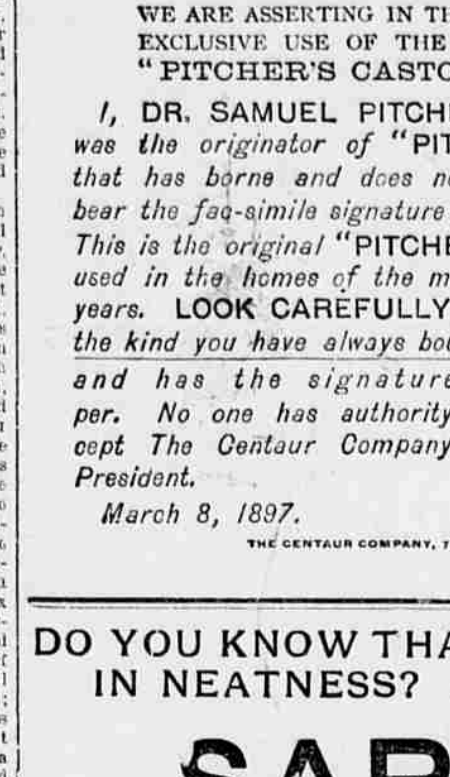 WE ARE ASSERTING IN TH
EXCLUSIVE USE OF THE
"PITCHER'S CASTO
I, DR. SAMUEL PITCHE
was the originator of "PIT
that has borne and does n
bear the fac-simile signature
This is the original "PITCHE
used in the homes of the m
years. LOOK CAREFULLY
the kind you have always bou
and has the signature
per. No one has authority
cept The Centaur Company
President.
March 8, 1897.
THE CENTAUR COMPANY, T
DO YOU KNOW THA
IN NEATNESS?
SAP